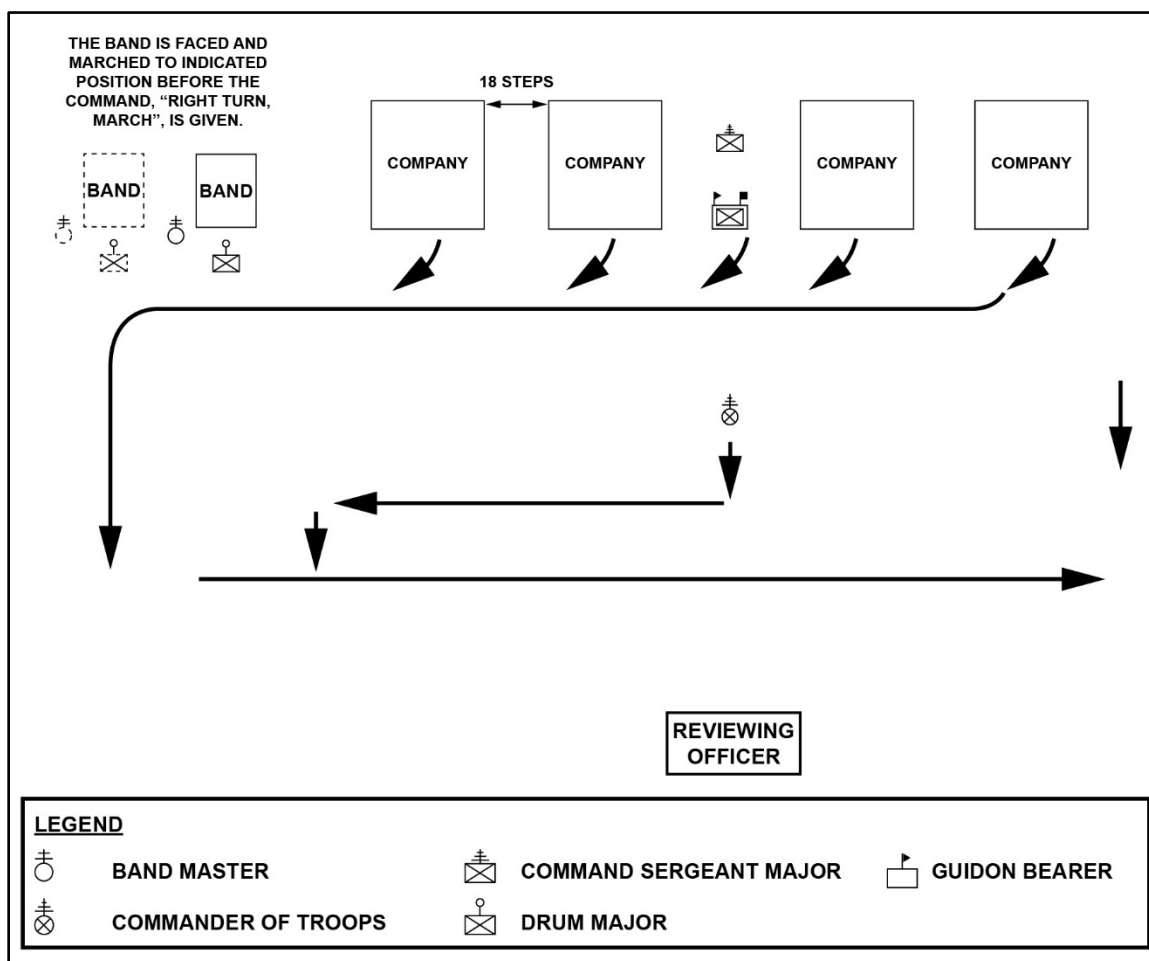 THE BAND IS FACED AND
MARCHED TO INDICATED
POSITION BEFORE THE
COMMAND, “RIGHT TURN,
MARCH”, IS GIVEN.
18 STEPS
BAND
BAND
COMPANY
COMPANY
COMPANY
COMPANY
REVIEWING
OFFICER
LEGEND
BAND MASTER
COMMAND SERGEANT MAJOR
GUIDON BEARER
COMMANDER OF TROOPS
DRUM MAJOR